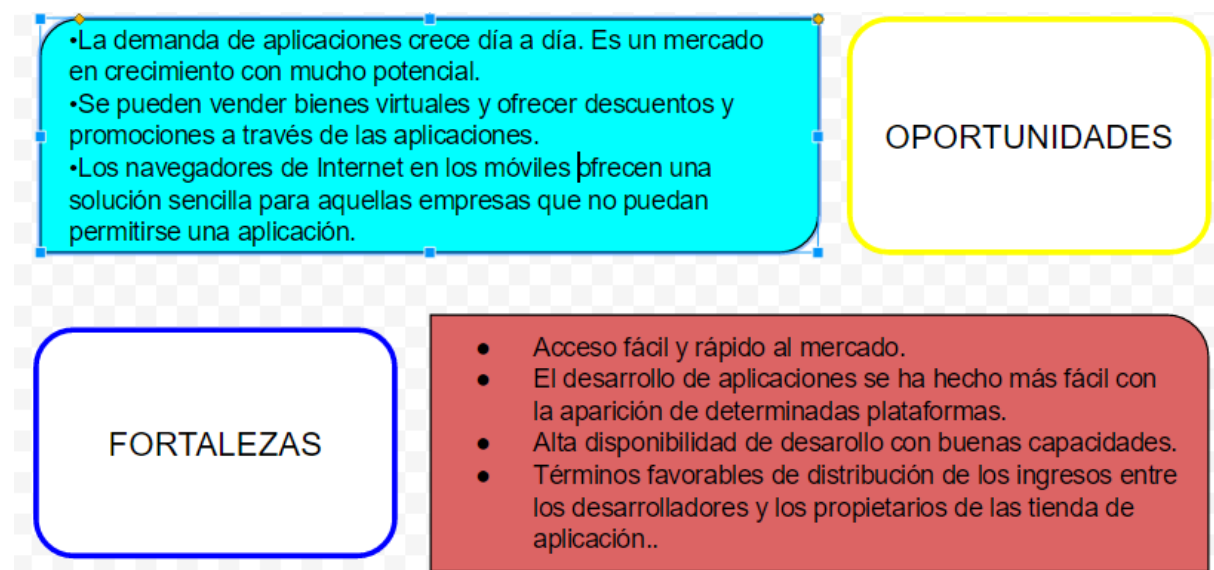 •La demanda de aplicaciones crece día a día. Es un mercado
en crecimiento con mucho potencial.
•Se pueden vender bienes virtuales y ofrecer descuentos y
promociones a través de las aplicaciones.
•Los navegadores de Internet en los móviles ofrecen una
solución sencilla para aquellas empresas que no puedan
permitirse una aplicación.
OPORTUNIDADES
FORTALEZAS
● Acceso fácil y rápido al mercado.
● El desarrollo de aplicaciones se ha hecho más fácil con
la aparición de determinadas plataformas.
● Alta disponibilidad de desarollo con buenas capacidades.
● Términos favorables de distribución de los ingresos entre
los desarrolladores y los propietarios de las tienda de
aplicación..